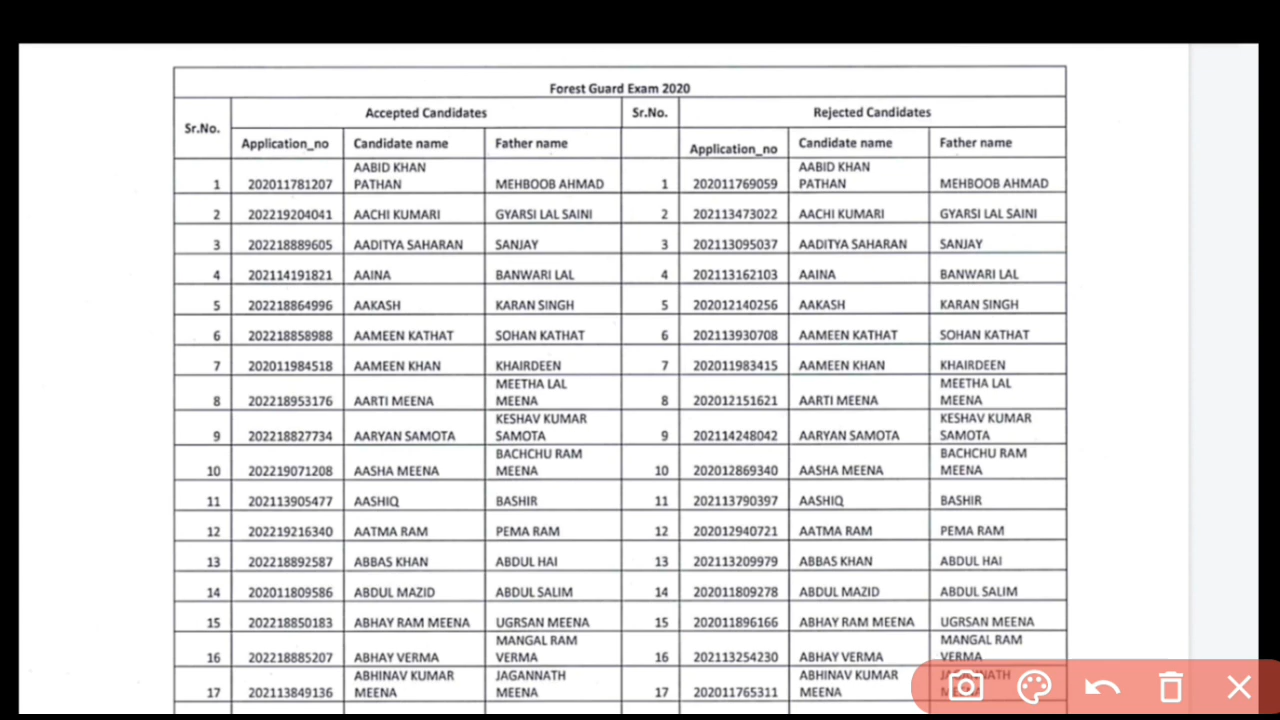 Forest Guard Exam 2020
Sr.No. Accepted Candidates Sr.No. Rejected Candidates
Application_no Candidate name Father name Application_no Candidate name Father name
1 202011781207 AABID KHAN PATHAN MEHBOOB AHMAD 1 202011769059 AABID KHAN PATHAN MEHBOOB AHMAD
2 202219204041 AACHI KUMARI GYARSI LAL SAINI 2 202113473022 AACHI KUMARI GYARSI LAL SAINI
3 202218889605 AADITYA SAHARAN SANJAY 3 202113095037 AADITYA SAHARAN SANJAY
4 202114191821 AAINA BANWARI LAL 4 202113162103 AAINA BANWARI LAL
5 202218864996 AAKASH KARAN SINGH 5 202012140256 AAKASH KARAN SINGH
6 202218858988 AAMEEN KATHAT SOHAN KATHAT 6 202113930708 AAMEEN KATHAT SOHAN KATHAT
7 202011984518 AAMEEN KHAN KHAIRDEEN 7 202011983415 AAMEEN KHAN KHAIRDEEN
8 202218953176 AARTI MEENA MEETHA LAL MEENA 8 202012151621 AARTI MEENA MEETHA LAL MEENA
9 202218827734 AARYAN SAMOTA KESHAV KUMAR SAMOTA 9 202114248042 AARYAN SAMOTA KESHAV KUMAR SAMOTA
10 202219071208 AASHA MEENA BACHCHU RAM MEENA 10 202012869340 AASHA MEENA BACHCHU RAM MEENA
11 202113905477 AASHIQ BASHIR 11 202113790397 AASHIQ BASHIR
12 202219216340 AATMA RAM PEMA RAM 12 202012940721 AATMA RAM PEMA RAM
13 202218892587 ABBAS KHAN ABDUL HAI 13 202113209979 ABBAS KHAN ABDUL HAI
14 202011809586 ABDUL MAZID ABDUL SALIM 14 202011809278 ABDUL MAZID ABDUL SALIM
15 202218850183 ABHAY RAM MEENA UGRSAN MEENA 15 202011896166 ABHAY RAM MEENA UGRSAN MEENA
16 202218885207 ABHAY VERMA MANGAL RAM VERMA 16 202113254230 ABHAY VERMA MANGAL RAM VERMA
17 202113849136 ABHINAV KUMAR MEENA JAGANNATH MEENA 17 202011765311 ABHINAV KUMAR MEENA